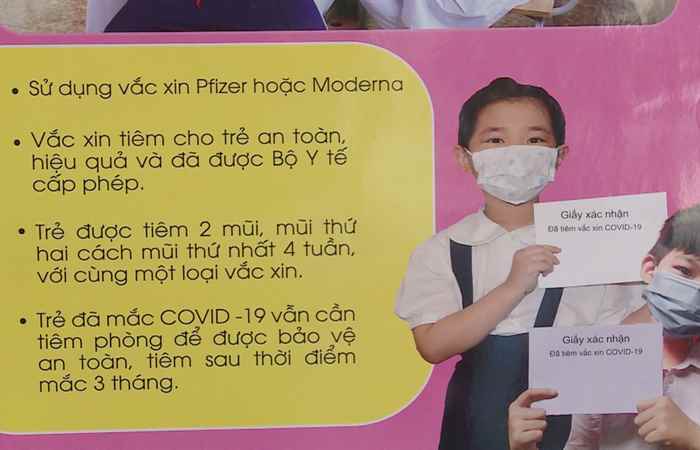 • Sử dụng vắc xin Pfizer hoặc Moderna
• Vắc xin tiêm cho trẻ an toàn,
hiệu quả và đã được Bộ Y tế
cấp phép.
• Trẻ được tiêm 2 mũi, mũi thứ
hai cách mũi thứ nhất 4 tuần,
với cùng một loại vắc xin.
• Trẻ đã mắc COVID -19 vẫn cần
tiêm phòng để được bảo vệ
an toàn, tiêm sau thời điểm
mắc 3 tháng.
Giấy xác nhận
Đã tiêm vắc xin COVID-19
Giấy xác nhận
Đã tiêm vắc xin COVID-19